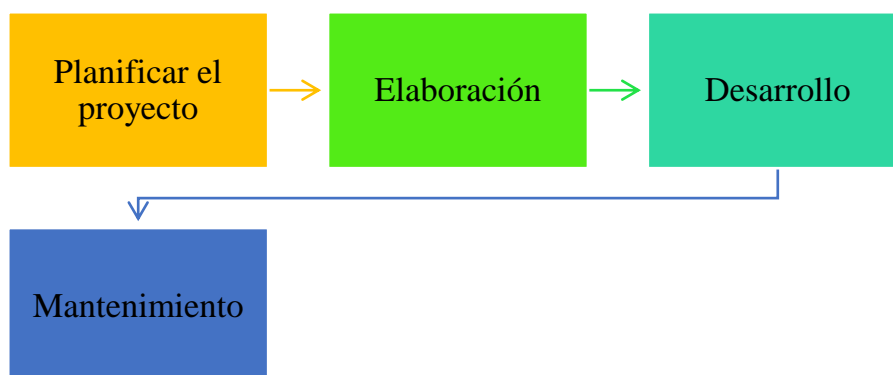 Planificar el
proyecto
Elaboración
Desarrollo
Mantenimiento